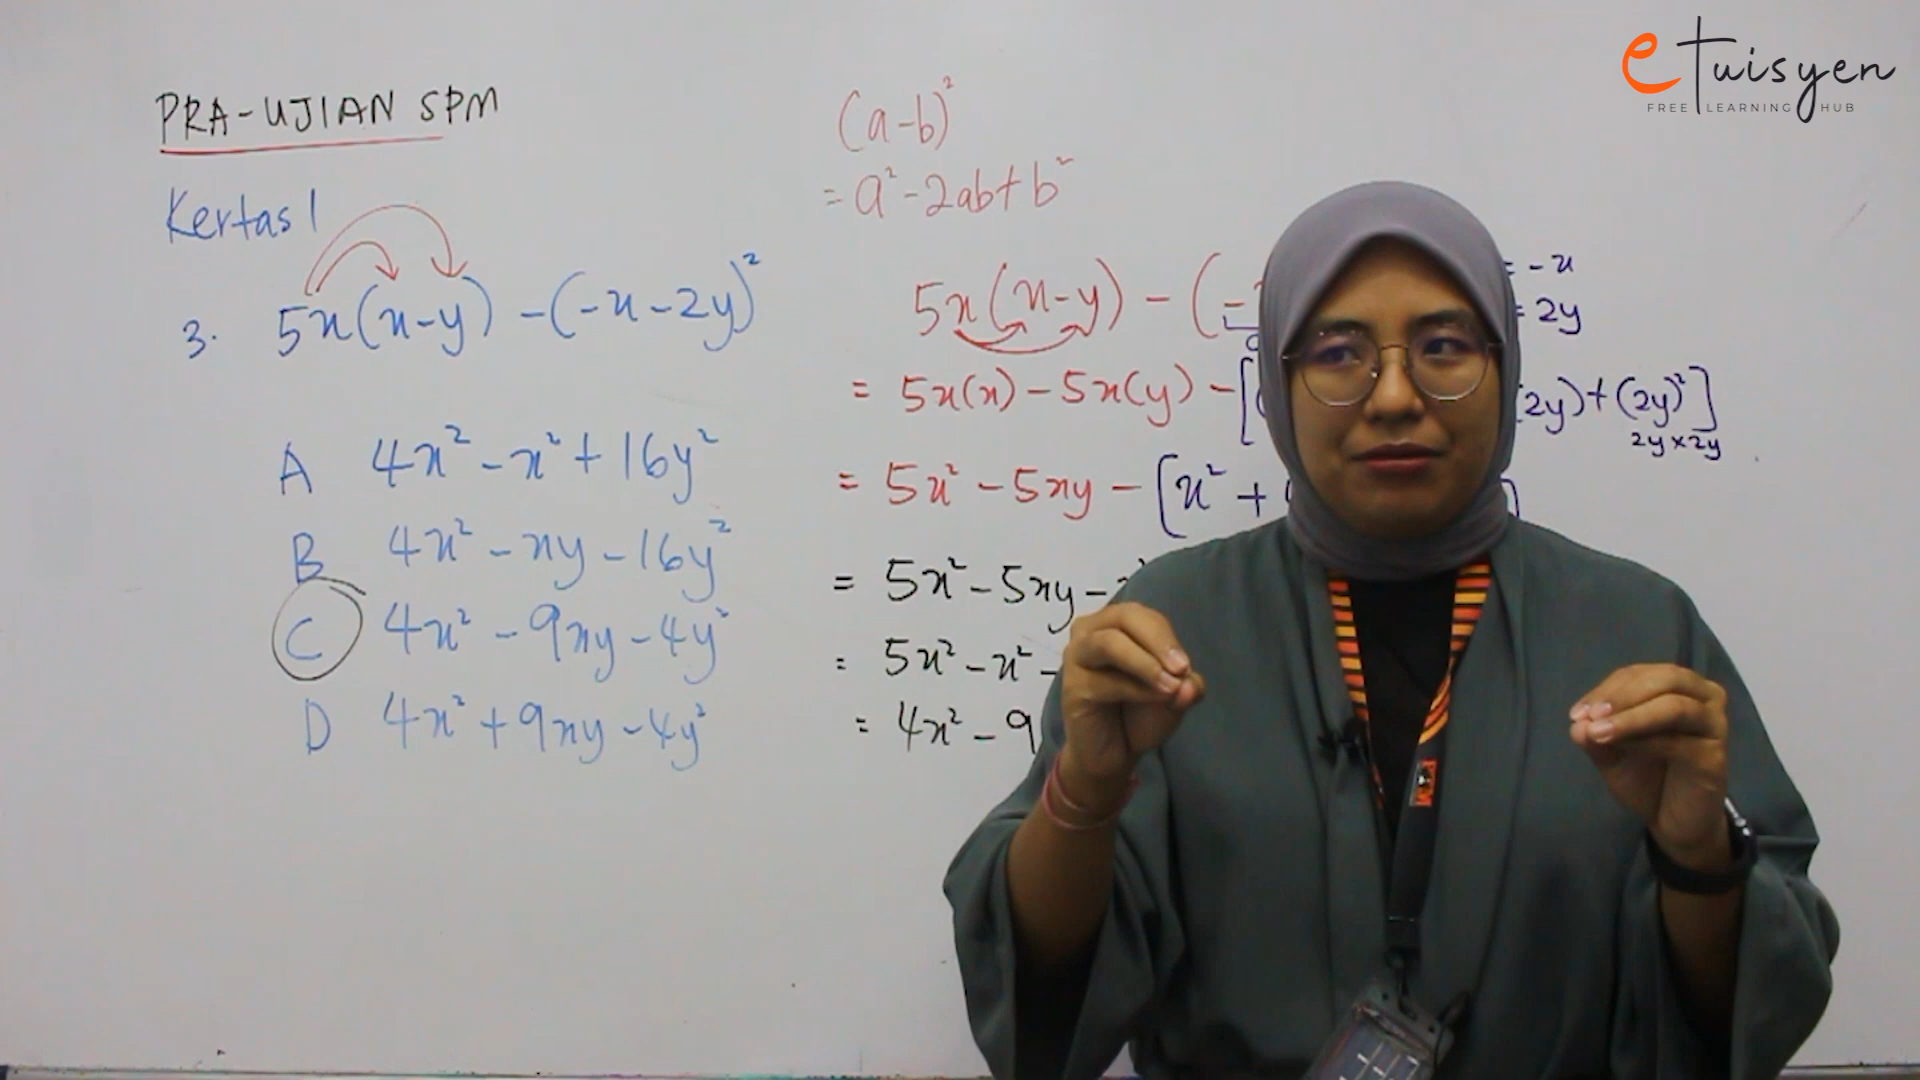 e Tuisyen
FREE LEARNING HUB
PRA-UJIAN SPM
Kertas 1
3. 5x(x-y) - (-x-2y)²
A 4x² - x² + 16y²
B 4x² - xy - 16y²
C 4x² - 9xy - 4y²
D 4x² + 9xy - 4y²
(a-b)²
= a² - 2ab + b²
5x(x-y) - (-
= -x
= 2y
= 5x(x) - 5x(y) - [ 2y) + (2y)²]
2y×2y
= 5x² - 5xy - [x² + ]
= 5x² - 5xy -
= 5x² - x² -
= 4x² - 9